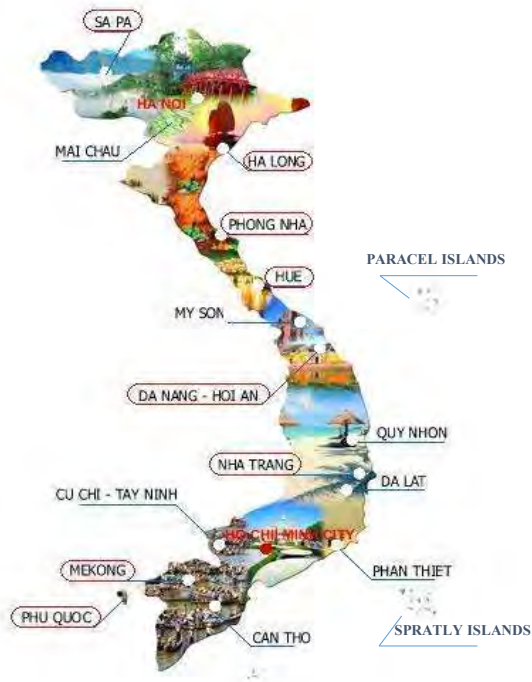 SA PA
HA NOI
MAI CHAU
HA LONG
PHONG NHA
PARACEL ISLANDS
HUE
MY SON
DA NANG - HOI AN
QUY NHON
NHA TRANG
DA LAT
CU CHI - TAY NINH
HO CHI MINH CITY
MEKONG
PHAN THIET
PHU QUOC
CAN THO
SPRATLY ISLANDS